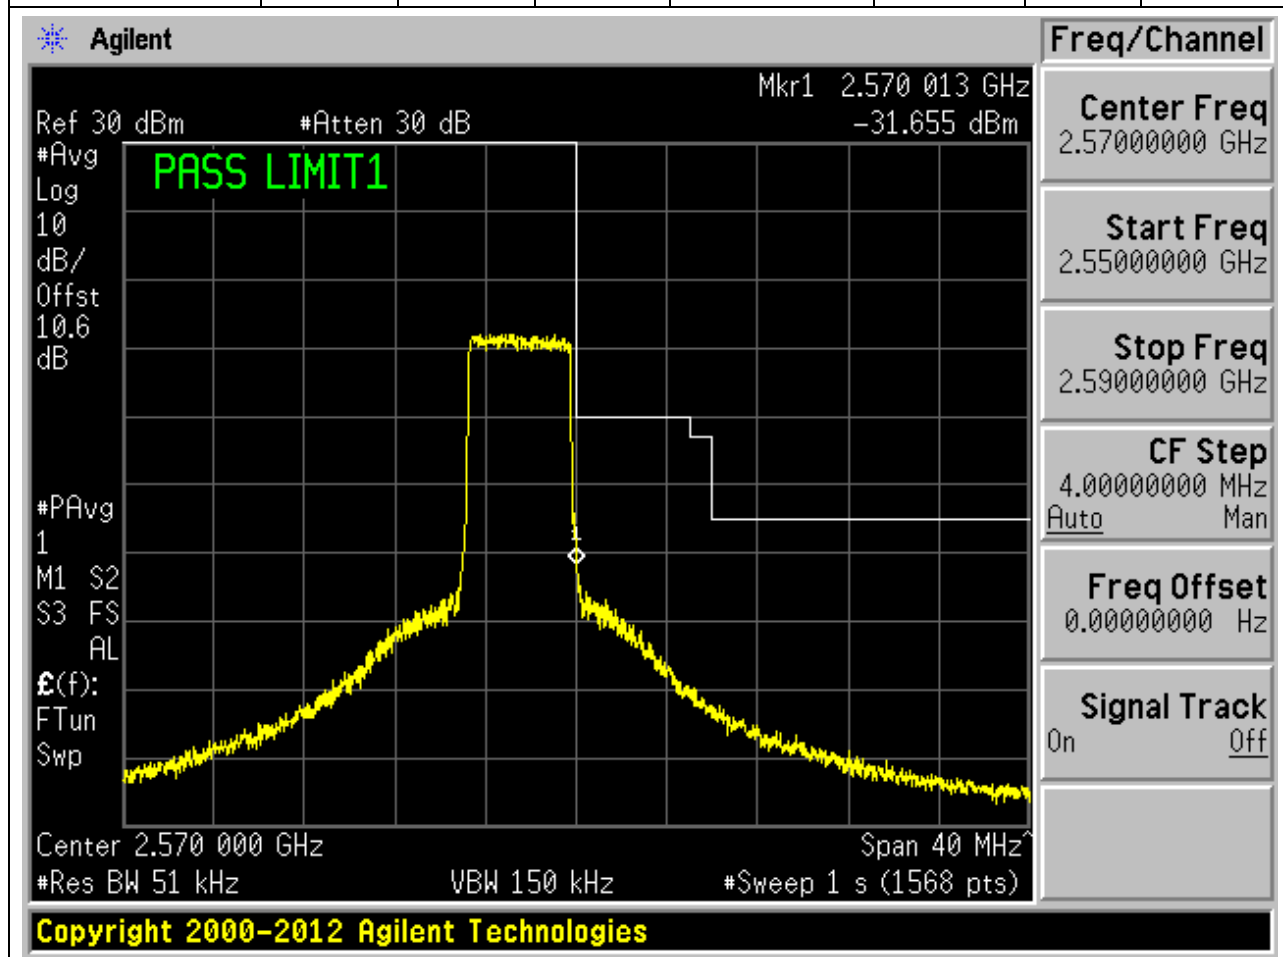 Agilent
Freq/Channel
Mkr1 2.570 013 GHz
Ref 30 dBm #Atten 30 dB -31.655 dBm
#Avg
Log
10
dB/
Offst
10.6
dB
PASS LIMIT1
#PAvg
1
M1 S2
S3 FS
AL
£(f):
FTun
Swp
1
Center 2.570 000 GHz Span 40 MHz^
#Res BW 51 kHz VBW 150 kHz #Sweep 1 s (1568 pts)
Copyright 2000-2012 Agilent Technologies
Center Freq
2.57000000 GHz
Start Freq
2.55000000 GHz
Stop Freq
2.59000000 GHz
CF Step
4.00000000 MHz
Auto Man
Freq Offset
0.00000000 Hz
Signal Track
On Off